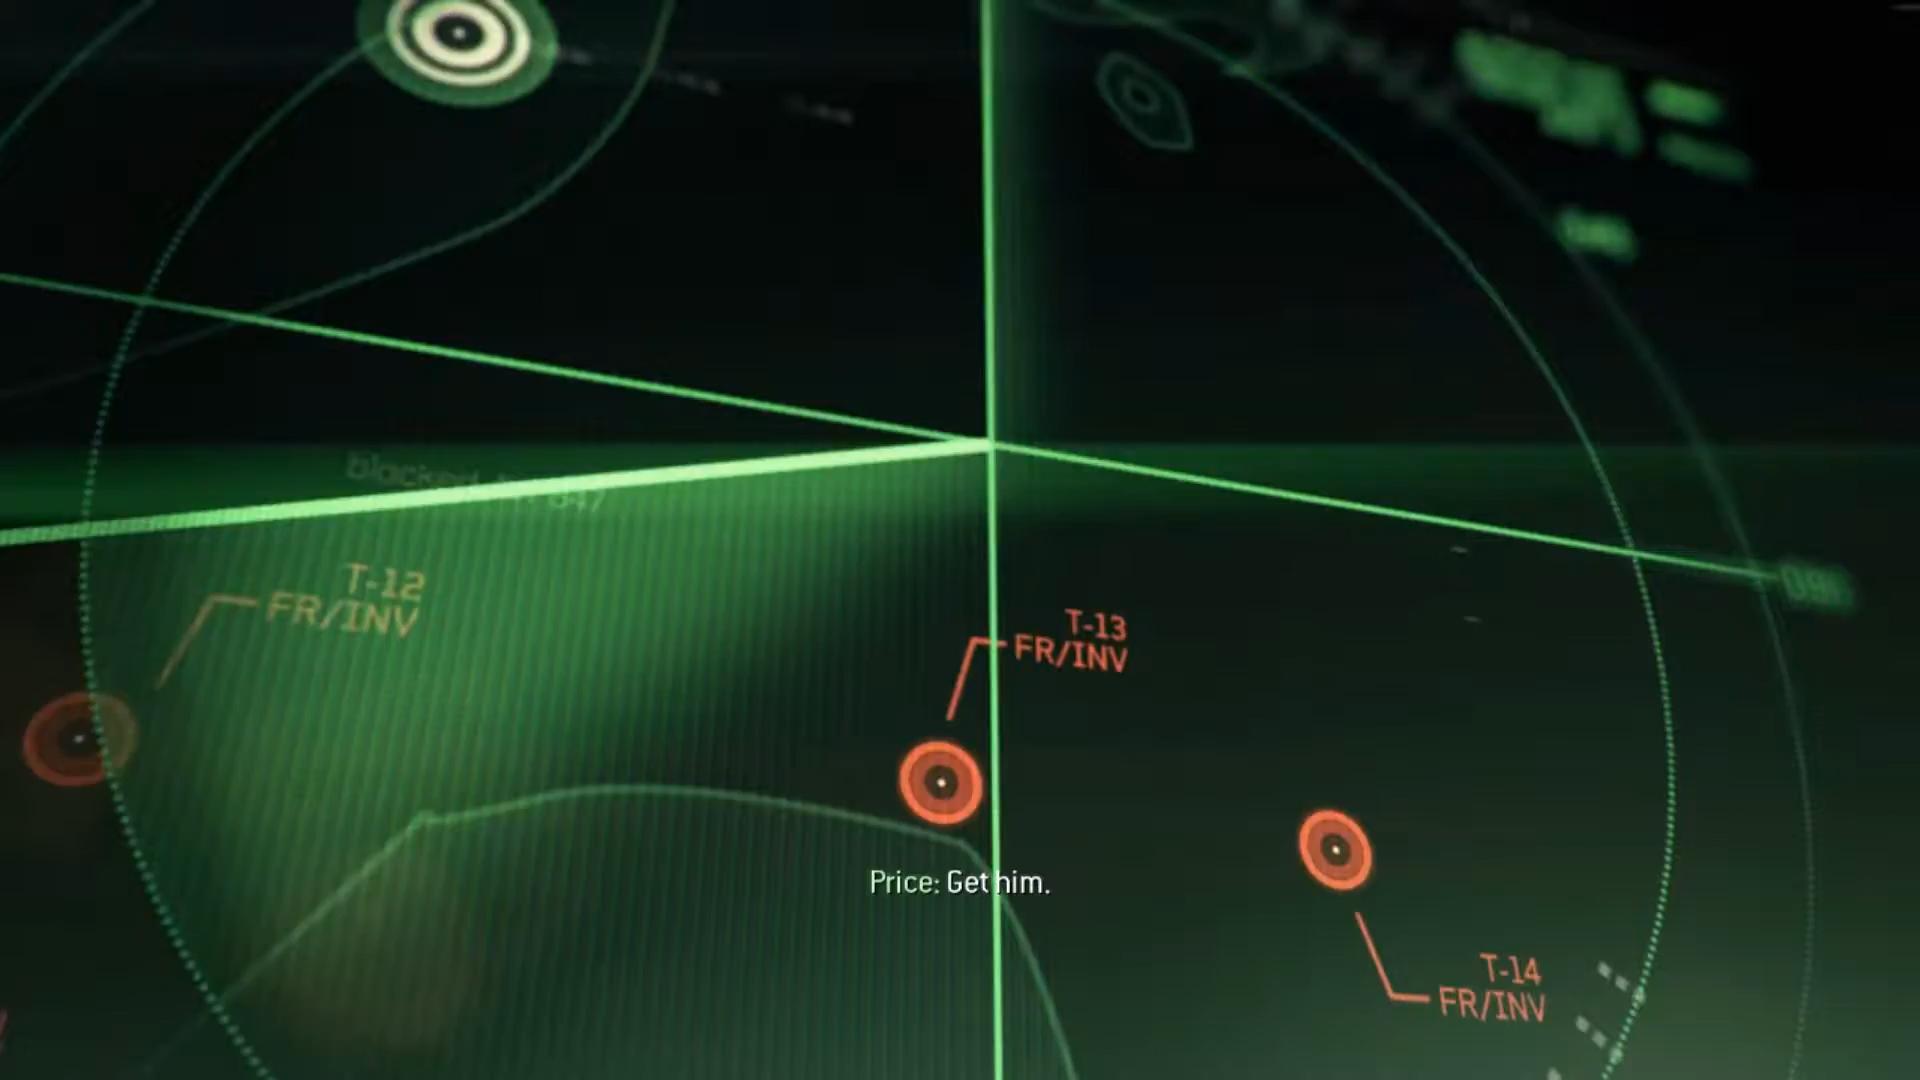 T-12
FR/INV
T-13
FR/INV
Price: Get him.
T-14
FR/INV